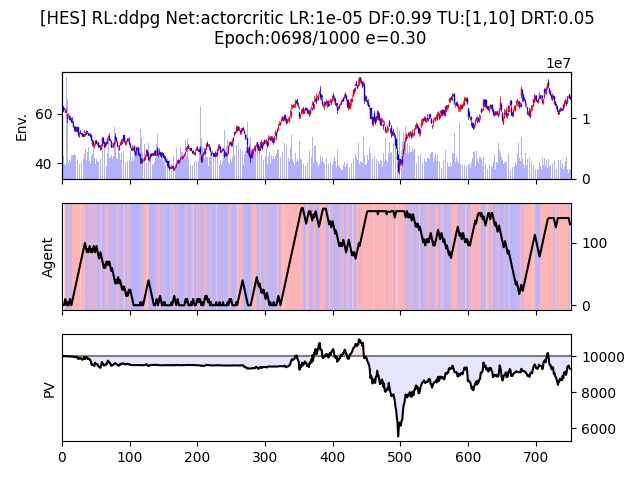 [HES] RL:ddpg Net:actorcritic LR:1e-05 DF:0.99 TU:[1,10] DRT:0.05
Epoch:0698/1000 e=0.30
1e7
Env.
60
40
1
0
Agent
100
0
PV
10000
8000
6000
0 100 200 300 400 500 600 700